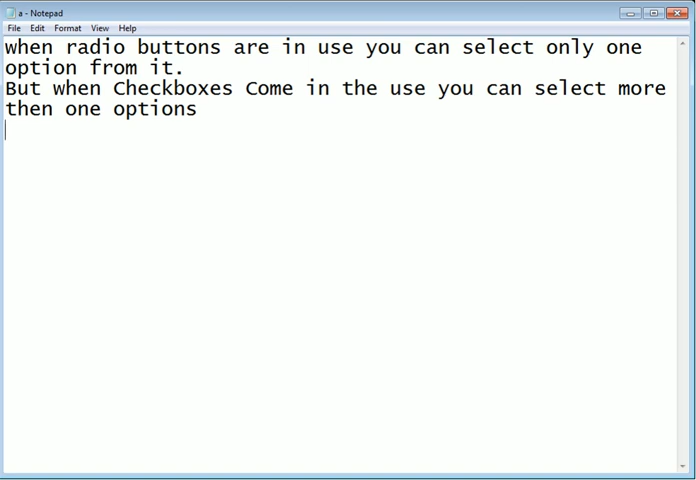 a - Notepad
File Edit Format View Help
when radio buttons are in use you can select only one
option from it.
But when Checkboxes Come in the use you can select more
then one options